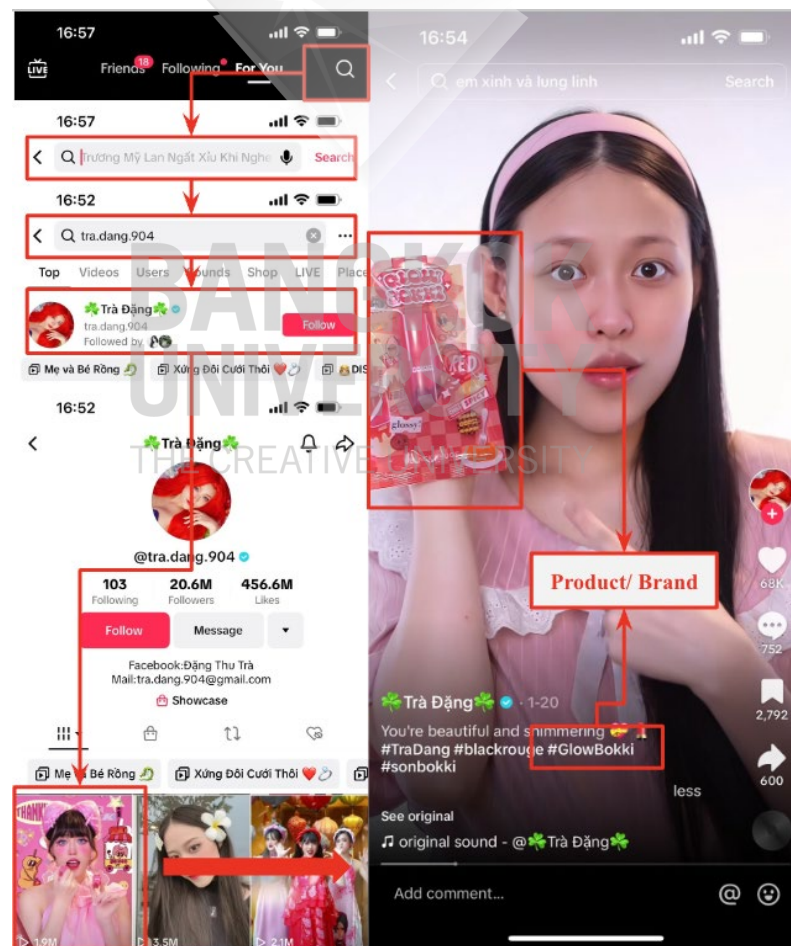 16:57
LIVE
Friends 18 Following For You
16:57
Trương Mỹ Lan Ngất Xỉu Khi Nghe Search
16:52
tra.dang.904
Top Videos Users Sounds Shop LIVE Place
Trà Đặng
tra.dang.904
Followed by
Follow
Mẹ và Bé Rồng Xứng Đôi Cưới Thôi DIS
16:52
Trà Đặng
@tra.dang.904
103 20.6M 456.6M
Following Followers Likes
Follow Message
Facebook:Đặng Thu Trà
Mail:tra.dang.904@gmail.com
Showcase
Mẹ và Bé Rồng Xứng Đôi Cưới Thôi
THANK
1.9M 3.5M 2.1M
16:54
em xinh và lung linh Search
RED
glossy
Product/ Brand
68K
752
2,792
600
Trà Đặng · 1-20
You're beautiful and shimmering
#TraDang #blackrouge #GlowBokki
#sonbokki
less
See original
original sound - @Trà Đặng
Add comment...
BANGKOK
UNIVERSITY
THE CREATIVE UNIVERSITY